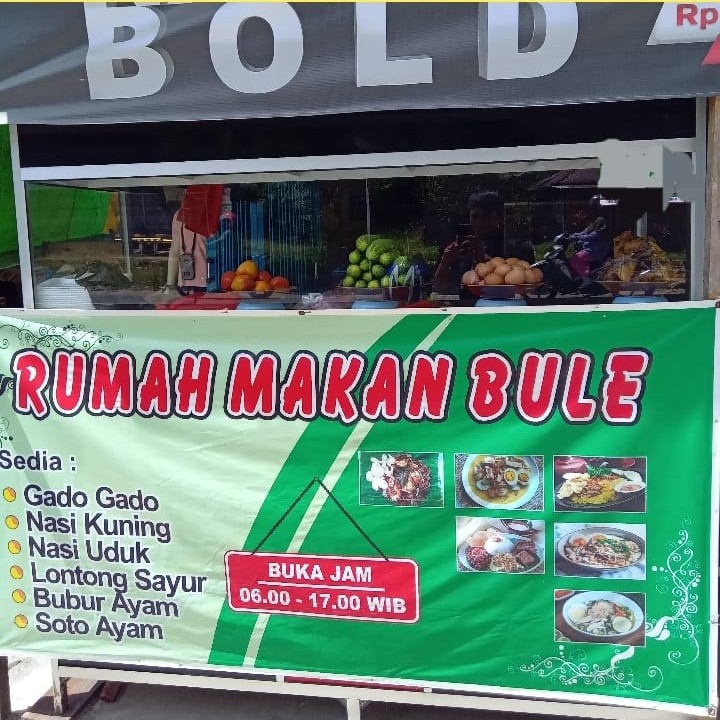 BOLD
Rp
RUMAH MAKAN BULE
Sedia :
Gado Gado
Nasi Kuning
Nasi Uduk
Lontong Sayur
Bubur Ayam
Soto Ayam
BUKA JAM
06.00 - 17.00 WIB